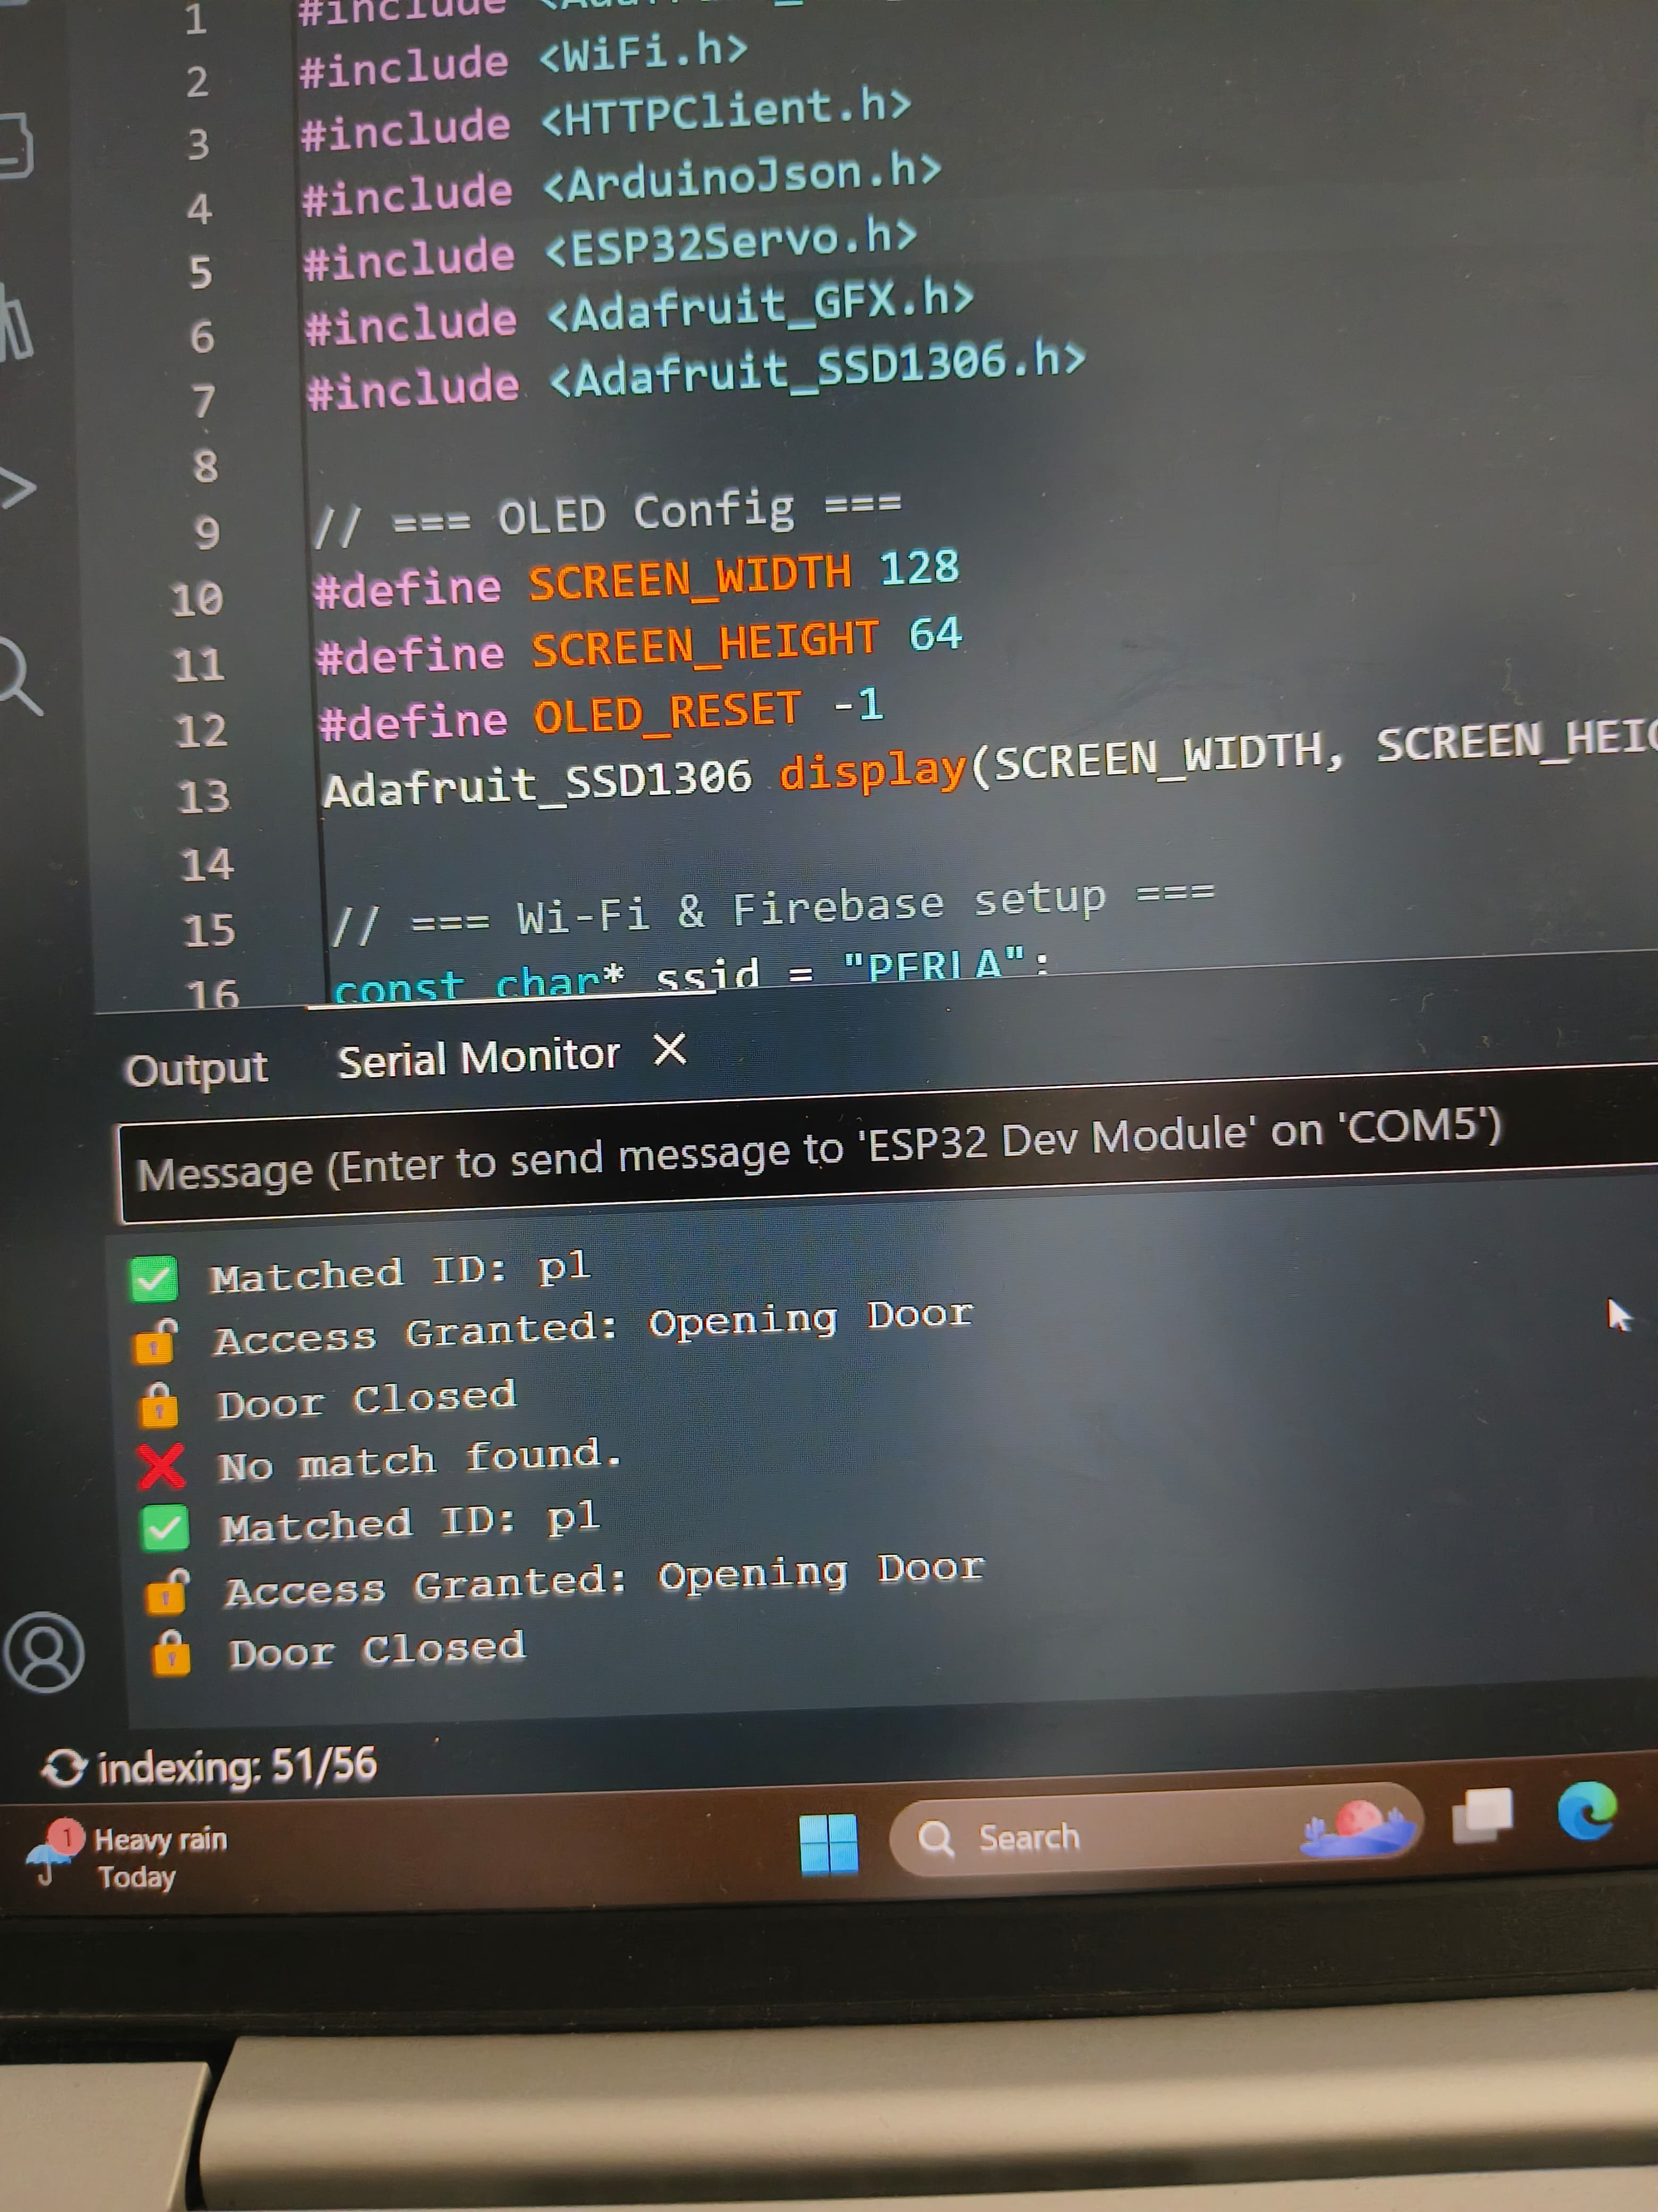 1 #include
2 #include <WiFi.h>
3 #include <HTTPClient.h>
4 #include <ArduinoJson.h>
5 #include <ESP32Servo.h>
6 #include <Adafruit_GFX.h>
7 #include <Adafruit_SSD1306.h>
8
9 // === OLED Config ===
10 #define SCREEN_WIDTH 128
11 #define SCREEN_HEIGHT 64
12 #define OLED_RESET -1
13 Adafruit_SSD1306 display(SCREEN_WIDTH, SCREEN_HEIG
14
15 // === Wi-Fi & Firebase setup ===
16 const char* ssid = "PERLA";
Output Serial Monitor ×
Message (Enter to send message to 'ESP32 Dev Module' on 'COM5')
✅ Matched ID: p1
🔓 Access Granted: Opening Door
🔒 Door Closed
❌ No match found.
✅ Matched ID: p1
🔓 Access Granted: Opening Door
🔒 Door Closed
indexing: 51/56
1 Heavy rain
Today
Search